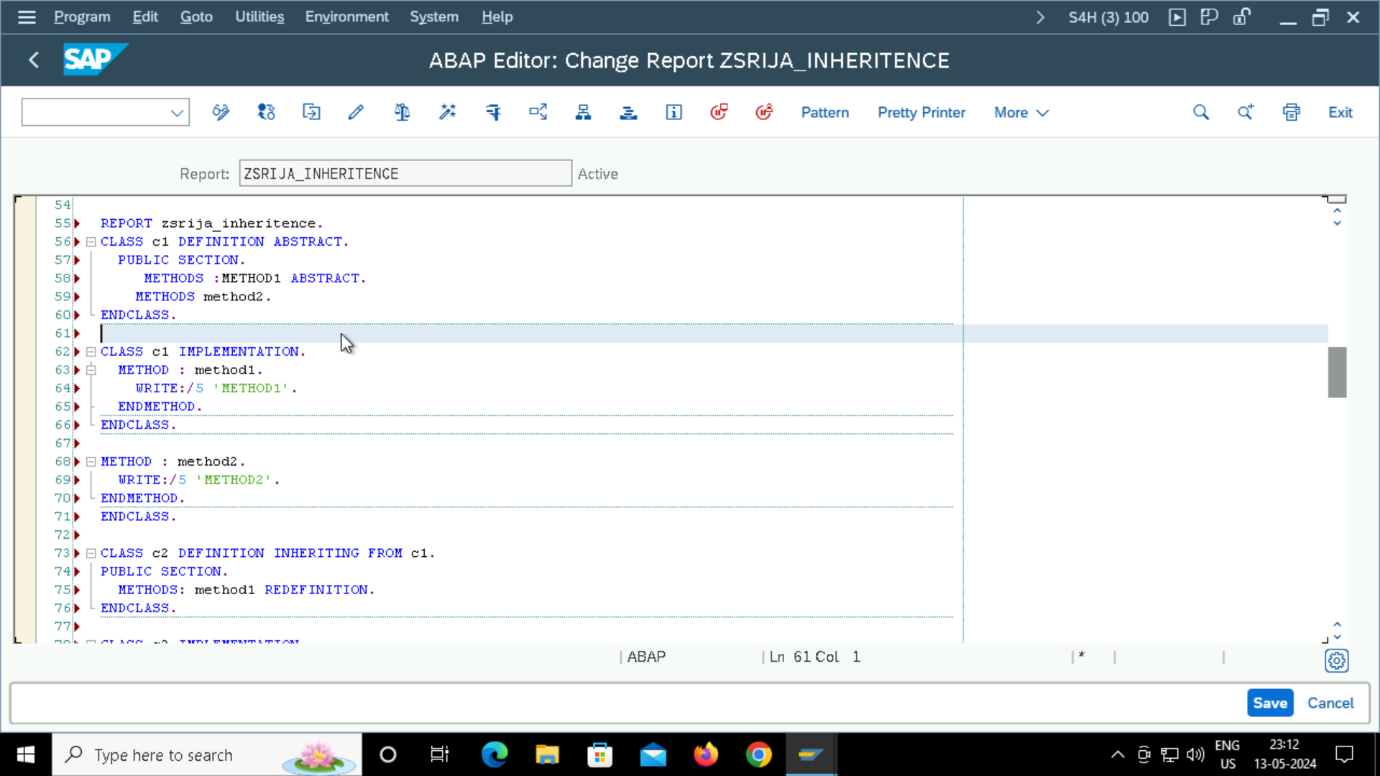 Program Edit Goto Utilities Environment System Help S4H (3) 100
SAP ABAP Editor: Change Report ZSRIJA_INHERITENCE
Pattern Pretty Printer More Exit
Report: ZSRIJA_INHERITENCE Active
54
55 REPORT zsrija_inheritence.
56 CLASS c1 DEFINITION ABSTRACT.
57 PUBLIC SECTION.
58 METHODS :METHOD1 ABSTRACT.
59 METHODS method2.
60 ENDCLASS.
61
62 CLASS c1 IMPLEMENTATION.
63 METHOD : method1.
64 WRITE:/5 'METHOD1'.
65 ENDMETHOD.
66 ENDCLASS.
67
68 METHOD : method2.
69 WRITE:/5 'METHOD2'.
70 ENDMETHOD.
71 ENDCLASS.
72
73 CLASS c2 DEFINITION INHERITING FROM c1.
74 PUBLIC SECTION.
75 METHODS: method1 REDEFINITION.
76 ENDCLASS.
77
78 CLASS c2 IMPLEMENTATION.
ABAP Ln 61 Col 1 *
Save Cancel
Type here to search ENG 23:12
US 13-05-2024